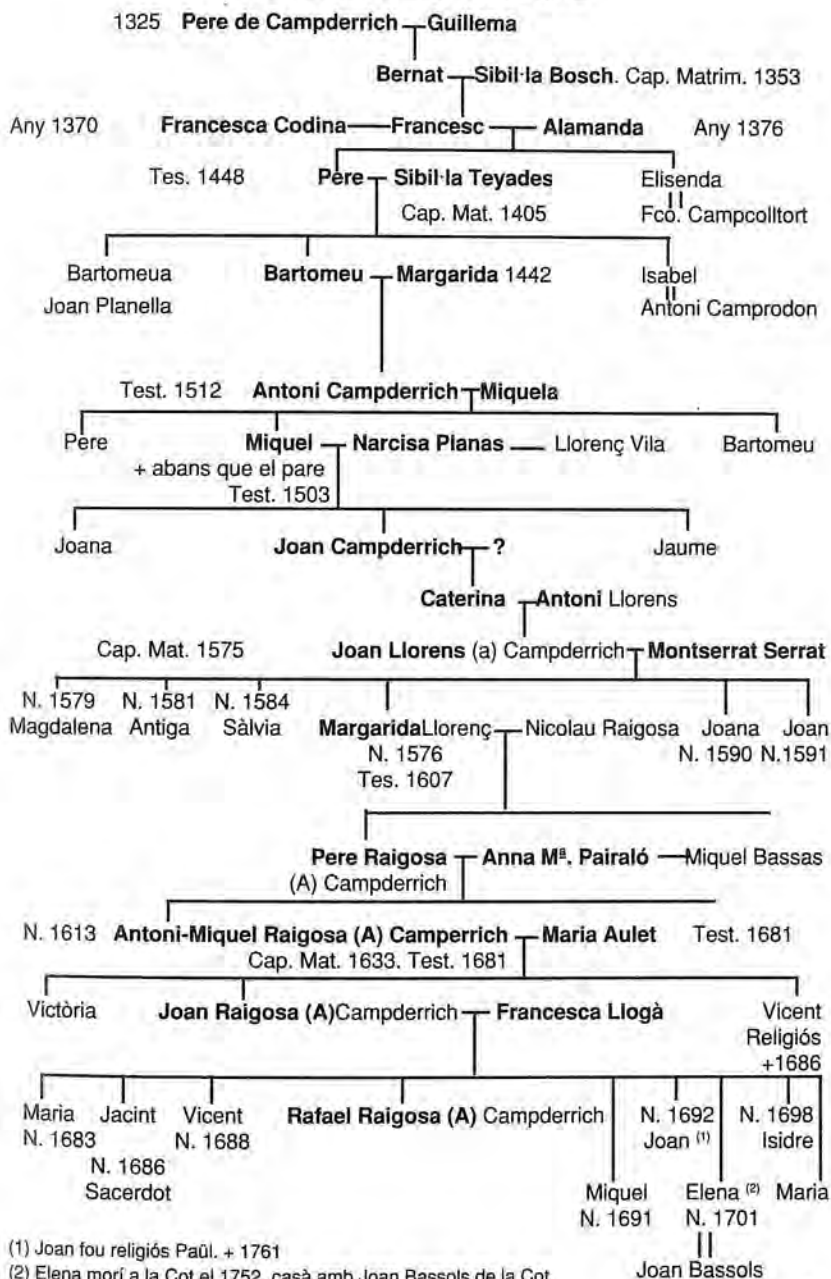 1325 Pere de Campderrich Guillema
Bernat Sibil·la Bosch. Cap. Matrim. 1353
Any 1370 Francesca Codina Francesc Alamanda Any 1376
Tes. 1448 Pere Sibil·la Teyades Elisenda
Cap. Mat. 1405 Fco. Campcolltort
Bartomeua Bartomeu Margarida 1442 Isabel
Joan Planella Antoni Camprodon
Test. 1512 Antoni Campderrich Miquela
Pere Miquel Narcisa Planas Llorenç Vila Bartomeu
+ abans que el pare
Test. 1503
Joana Joan Campderrich ? Jaume
Caterina Antoni Llorens
Cap. Mat. 1575 Joan Llorens (a) Campderrich Montserrat Serrat
N. 1579 N. 1581 N. 1584
Magdalena Antiga Sàlvia Margarida Llorenç Nicolau Raigosa Joana Joan
N. 1576 N. 1590 N.1591
Tes. 1607
Pere Raigosa Anna Mª. Pairaló Miquel Bassas
(A) Campderrich
N. 1613 Antoni-Miquel Raigosa (A) Camperrich Maria Aulet Test. 1681
Cap. Mat. 1633. Test. 1681
Victòria Joan Raigosa (A)Campderrich Francesca Llogà Vicent
Religiós
+1686
Maria Jacint Vicent Rafael Raigosa (A) Campderrich N. 1692 N. 1698
N. 1683 N. 1688 Joan (1) Isidre
N. 1686
Sacerdot
Miquel Elena (2) Maria
N. 1691 N. 1701
Joan Bassols
(1) Joan fou religiós Paül. + 1761
(2) Elena morí a la Cot el 1752, casà amb Joan Bassols de la Cot